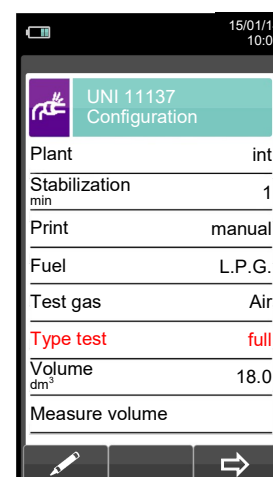 15/01/1
10:0
UNI 11137
Configuration
Plant int
Stabilization
min 1
Print manual
Fuel L.P.G.
Test gas Air
Type test full
Volume
dm³ 18.0
Measure volume